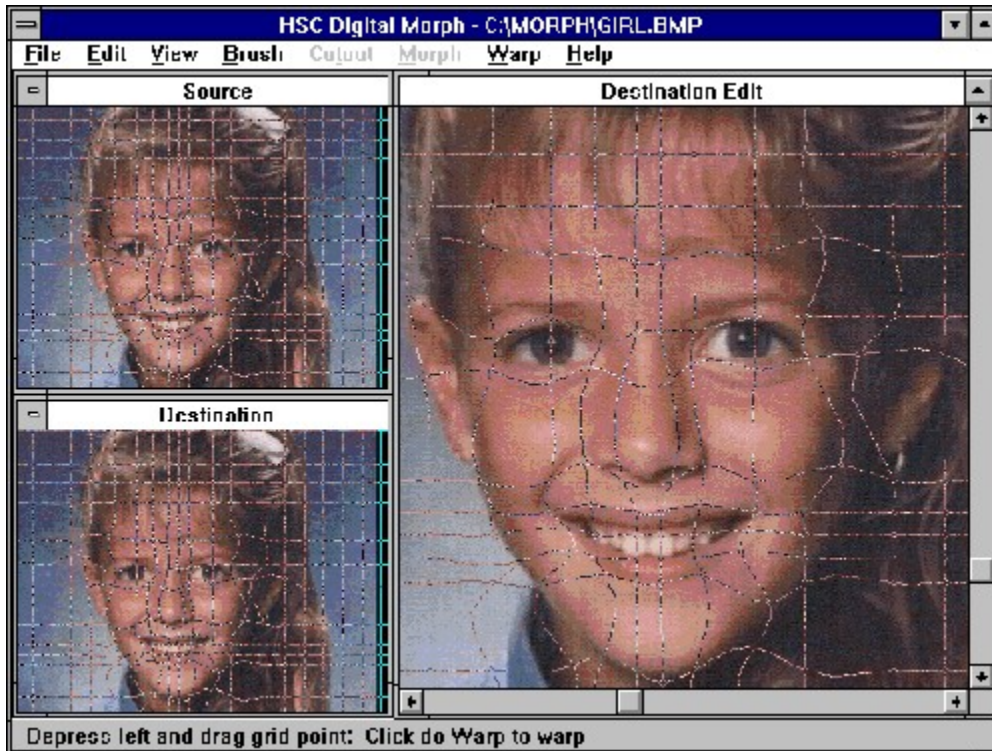 HSC Digital Morph - C:\MORPH\GIRL.BMP
File Edit View Brush Cutout Morph Warp Help
Source
Destination Edit
Destination
Depress left and drag grid point: Click do Warp to warp